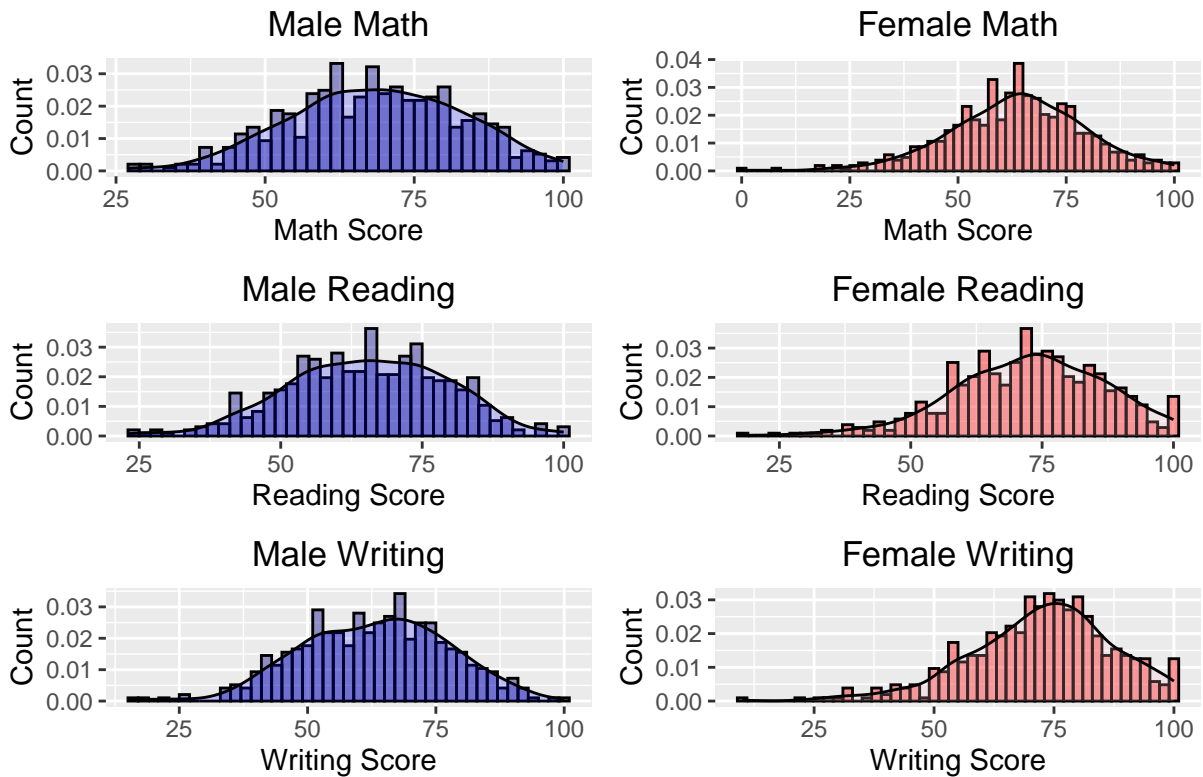 Male Math
Count
0.03
0.02
0.01
0.00
25 50 75 100
Math Score
Female Math
Count
0.04
0.03
0.02
0.01
0.00
0 25 50 75 100
Math Score
Male Reading
Count
0.03
0.02
0.01
0.00
25 50 75 100
Reading Score
Female Reading
Count
0.03
0.02
0.01
0.00
25 50 75 100
Reading Score
Male Writing
Count
0.03
0.02
0.01
0.00
25 50 75 100
Writing Score
Female Writing
Count
0.03
0.02
0.01
0.00
25 50 75 100
Writing Score